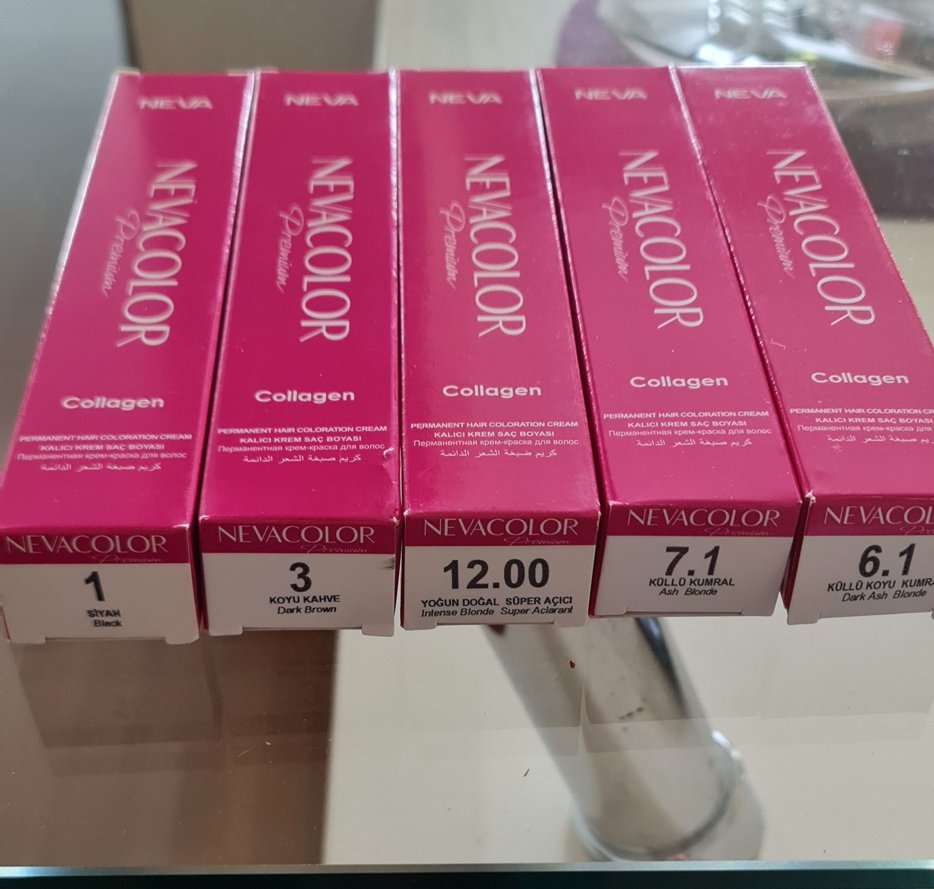 NEVA
NEVACOLOR
Premium
Collagen
PERMANENT HAIR COLORATION CREAM
KALICI KREM SAÇ BOYASI
Перманентная крем-краска для волос
كريم صبغة الشعر الدائمة
NEVACOLOR
Premium
1
SİYAH
Black
NEVA
NEVACOLOR
Premium
Collagen
PERMANENT HAIR COLORATION CREAM
KALICI KREM SAÇ BOYASI
Перманентная крем-краска для волос
كريم صبغة الشعر الدائمة
NEVACOLOR
Premium
3
KOYU KAHVE
Dark Brown
NEVA
NEVACOLOR
Premium
Collagen
PERMANENT HAIR COLORATION CREAM
KALICI KREM SAÇ BOYASI
Перманентная крем-краска для волос
كريم صبغة الشعر الدائمة
NEVACOLOR
Premium
12.00
YOĞUN DOĞAL SÜPER AÇICI
Intense Blonde Super Aclarant
NEVA
NEVACOLOR
Premium
Collagen
PERMANENT HAIR COLORATION CREAM
KALICI KREM SAÇ BOYASI
Перманентная крем-краска для волос
كريم صبغة الشعر الدائمة
NEVACOLOR
Premium
7.1
KÜLLÜ KUMRAL
Ash Blonde
NEVA
NEVACOLOR
Premium
Collagen
PERMANENT HAIR COLORATION
KALICI KREM SAÇ BOYASI
Перманентная крем-краска для
كريم صبغة الشعر الدائمة
NEVACOL
6.1
KÜLLÜ KOYU KUMRA
Dark Ash Blonde